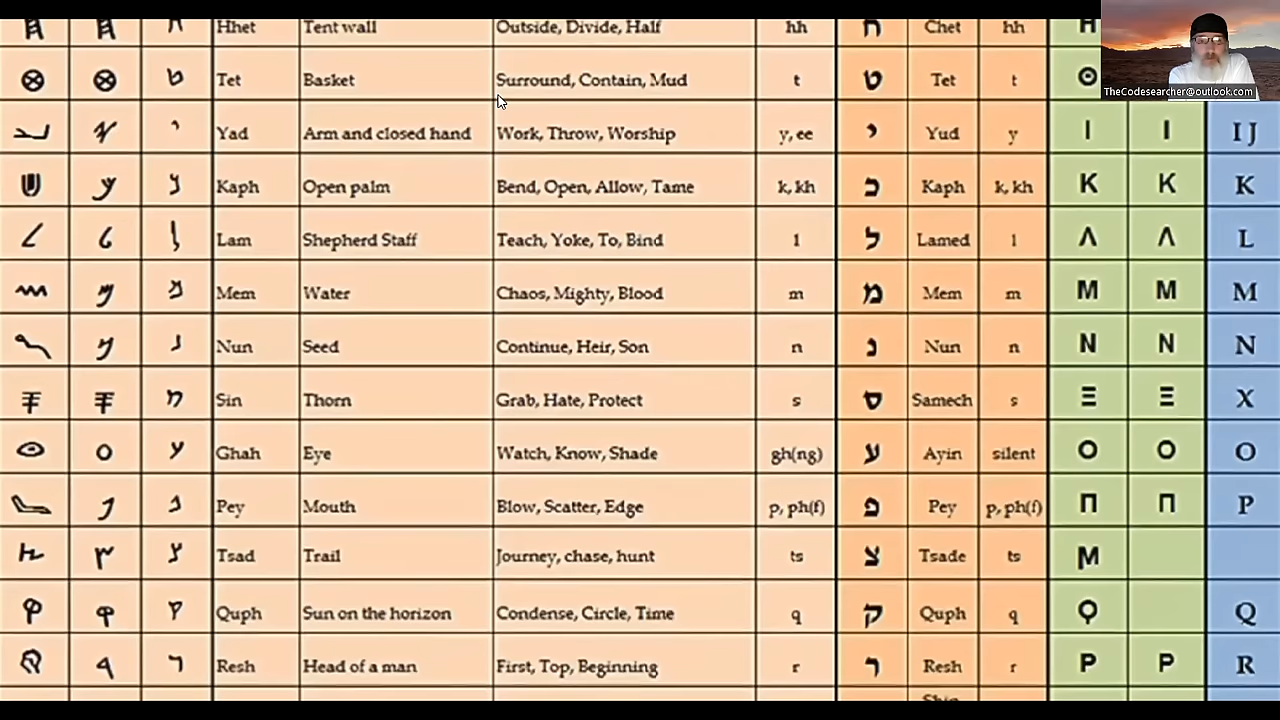 Hhet Tent wall Outside, Divide, Half hh ח Chet hh H
Tet Basket Surround, Contain, Mud t ט Tet t
TheCodesearcher@outlook.com
Yad Arm and closed hand Work, Throw, Worship y, ee י Yud y I I I J
Kaph Open palm Bend, Open, Allow, Tame k, kh כ Kaph k, kh K K K
Lam Shepherd Staff Teach, Yoke, To, Bind l ל Lamed l Λ Λ L
Mem Water Chaos, Mighty, Blood m מ Mem m M M M
Nun Seed Continue, Heir, Son n נ Nun n N N N
Sin Thorn Grab, Hate, Protect s ס Samech s Ξ Ξ X
Ghah Eye Watch, Know, Shade gh(ng) ע Ayin silent O O O
Pey Mouth Blow, Scatter, Edge p, ph(f) פ Pey p, ph(f) Π Π P
Tsad Trail Journey, chase, hunt ts צ Tsade ts M
Quph Sun on the horizon Condense, Circle, Time q ק Quph q Ϙ Q
Resh Head of a man First, Top, Beginning r ר Resh r P P R